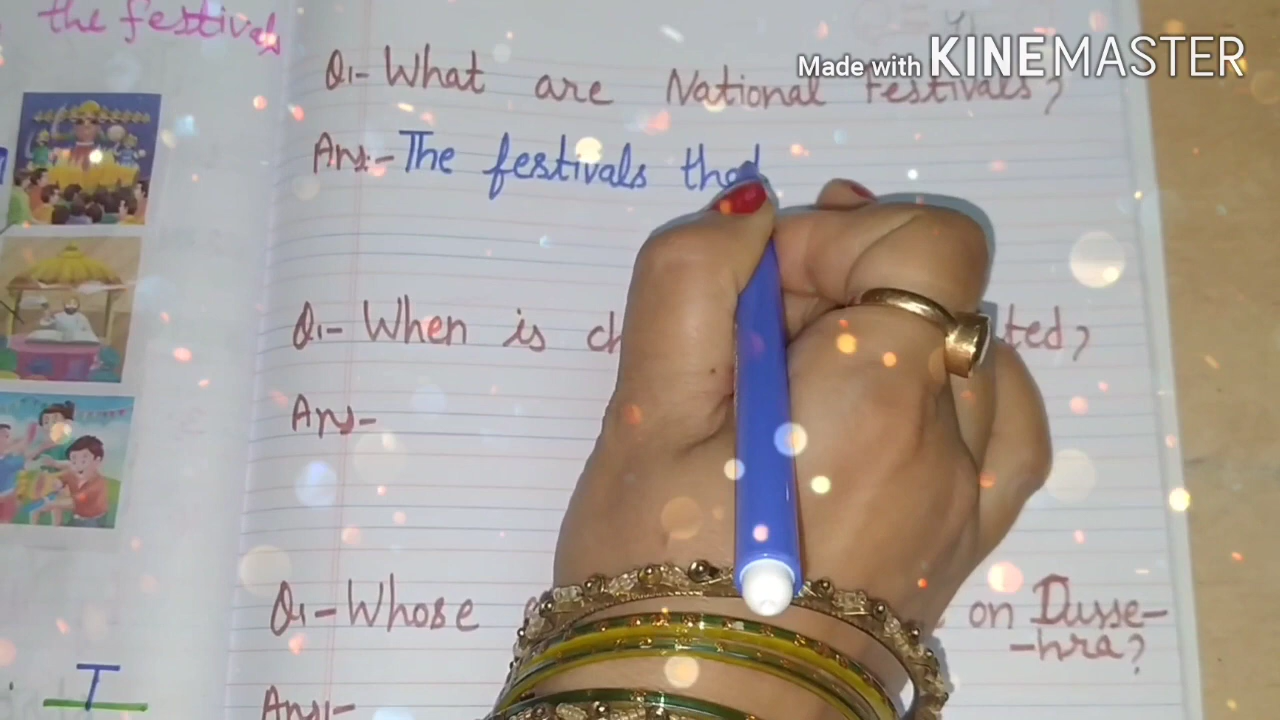 the festivals
Made with KINEMASTER
Q1- What are National Festivals?
Ans:- The festivals that
Q1- When is ch ted?
Ans-
Q1- Whose on Dusse-
-hra?
T
Ans:-